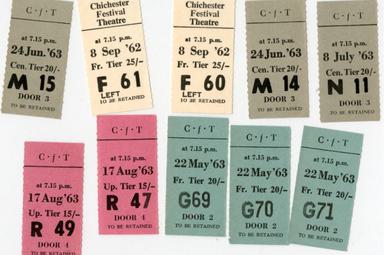 C · f · T
at 7.15 p.m.
24 Jun. '63
Cen. Tier 20/-
M 15
DOOR 3
TO BE RETAINED
Chichester
Festival
Theatre
at 7.15 p.m.
8 Sep '62
Fr. Tier 25/-
F 61
LEFT
TO BE RETAINED
Chichester
Festival
Theatre
at 7.15 p.m.
8 Sep '62
Fr. Tier 25/-
F 60
LEFT
TO BE RETAINED
C · f · T
at 7.15 p.m.
24 Jun. '63
Cen. Tier 20/-
M 14
DOOR 3
TO BE RETAINED
C · f · T
at 7.15 p.m.
8 July '63
Cen. Tier 20/-
N 11
DOOR 3
TO BE RETAINED
C · f · T
at 7.15 p.m.
17 Aug '63
Up. Tier 15/-
R 49
DOOR 4
TO BE RETAINED
C · f · T
at 7.15 p.m.
17 Aug '63
Up. Tier 15/-
R 47
DOOR 4
TO BE RETAINED
C · f · T
at 7.15 p.m.
22 May '63
Fr. Tier 20/-
G69
DOOR 2
TO BE RETAINED
C · f · T
at 7.15 p.m.
22 May '63
Fr. Tier 20/-
G70
DOOR 2
TO BE RETAINED
C · f · T
at 7.15 p.m.
22 May '63
Fr. Tier 20/-
G71
DOOR 2
TO BE RETAINED